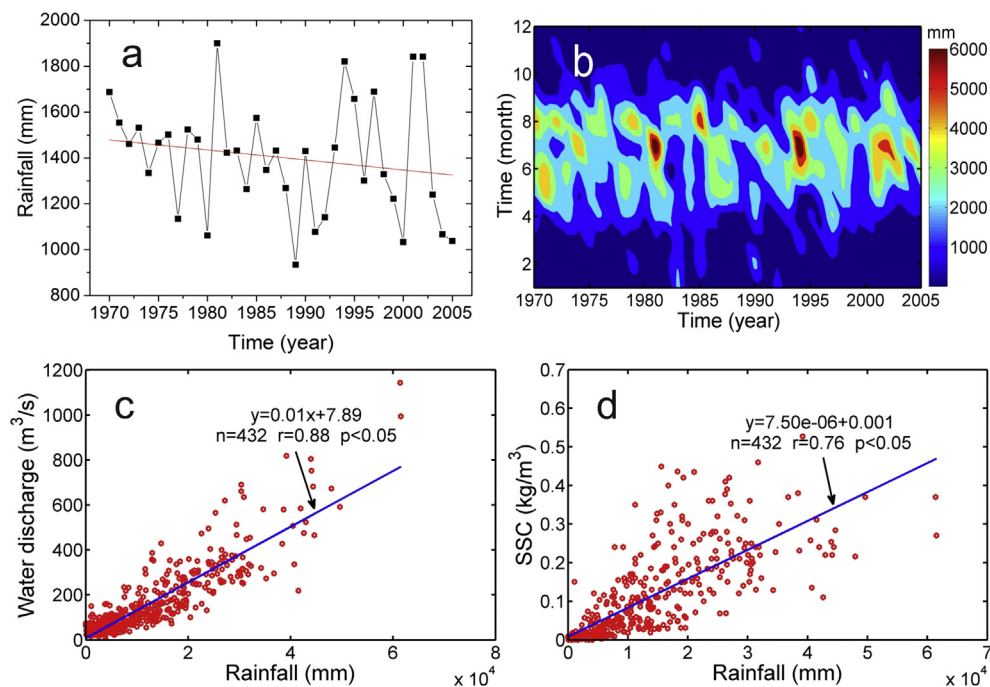 a
2000
1800
1600
1400
1200
1000
800
Rainfall (mm)
1970 1975 1980 1985 1990 1995 2000 2005
Time (year)
b
12
10
8
6
4
2
Time (month)
1970 1975 1980 1985 1990 1995 2000 2005
Time (year)
mm
6000
5000
4000
3000
2000
1000
c
1200
1000
800
600
400
200
0
Water discharge (m³/s)
y=0.01x+7.89
n=432 r=0.88 p<0.05
0 2 4 6 8
Rainfall (mm)
x 10⁴
d
0.7
0.6
0.5
0.4
0.3
0.2
0.1
0
SSC (kg/m³)
y=7.50e-06+0.001
n=432 r=0.76 p<0.05
0 1 2 3 4 5 6 7
Rainfall (mm)
x 10⁴